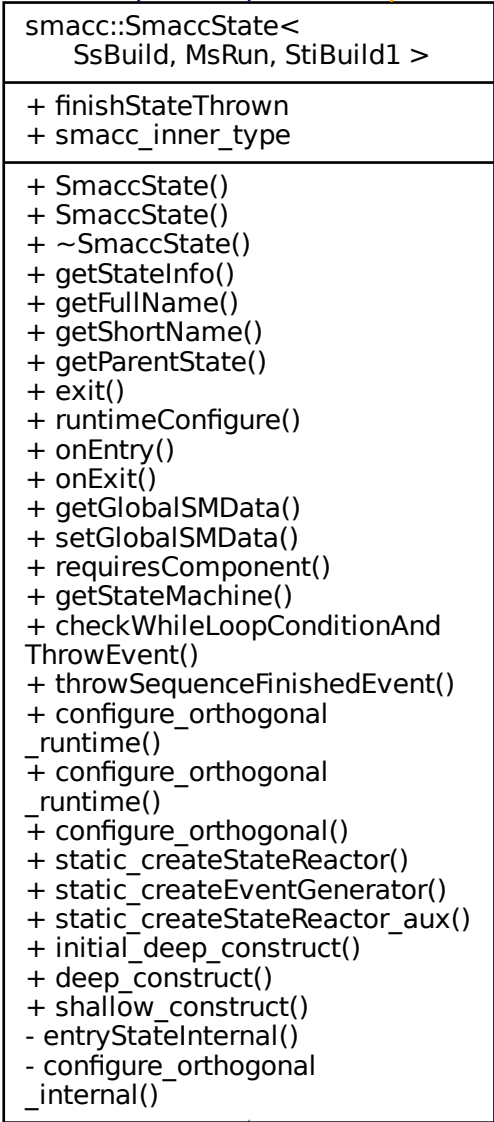 smacc::SmaccState<
SsBuild, MsRun, StiBuild1 >
+ finishStateThrown
+ smacc_inner_type
+ SmaccState()
+ SmaccState()
+ ~SmaccState()
+ getStateInfo()
+ getFullName()
+ getShortName()
+ getParentState()
+ exit()
+ runtimeConfigure()
+ onEntry()
+ onExit()
+ getGlobalSMData()
+ setGlobalSMData()
+ requiresComponent()
+ getStateMachine()
+ checkWhileLoopConditionAnd
ThrowEvent()
+ throwSequenceFinishedEvent()
+ configure_orthogonal
_runtime()
+ configure_orthogonal
_runtime()
+ configure_orthogonal()
+ static_createStateReactor()
+ static_createEventGenerator()
+ static_createStateReactor_aux()
+ initial_deep_construct()
+ deep_construct()
+ shallow_construct()
- entryStateInternal()
- configure_orthogonal
_internal()